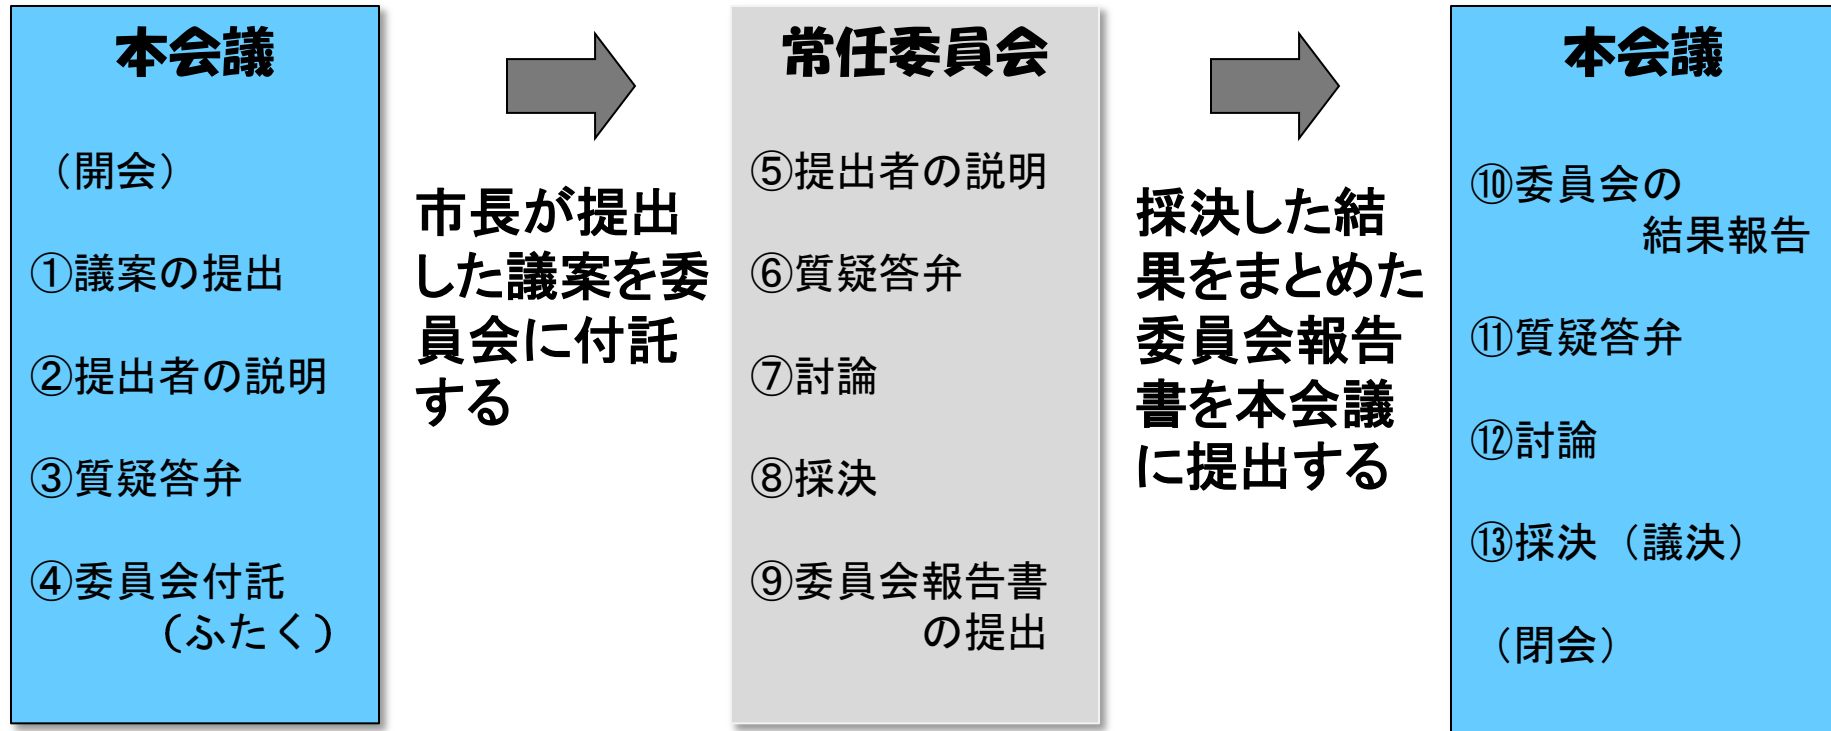 本会議
（開会）
①議案の提出
②提出者の説明
③質疑答弁
④委員会付託
（ふたく）
市長が提出
した議案を委
員会に付託
する
常任委員会
⑤提出者の説明
⑥質疑答弁
⑦討論
⑧採決
⑨委員会報告書
の提出
採決した結
果をまとめた
委員会報告
書を本会議
に提出する
本会議
⑩委員会の
結果報告
⑪質疑答弁
⑫討論
⑬採決（議決）
（閉会）